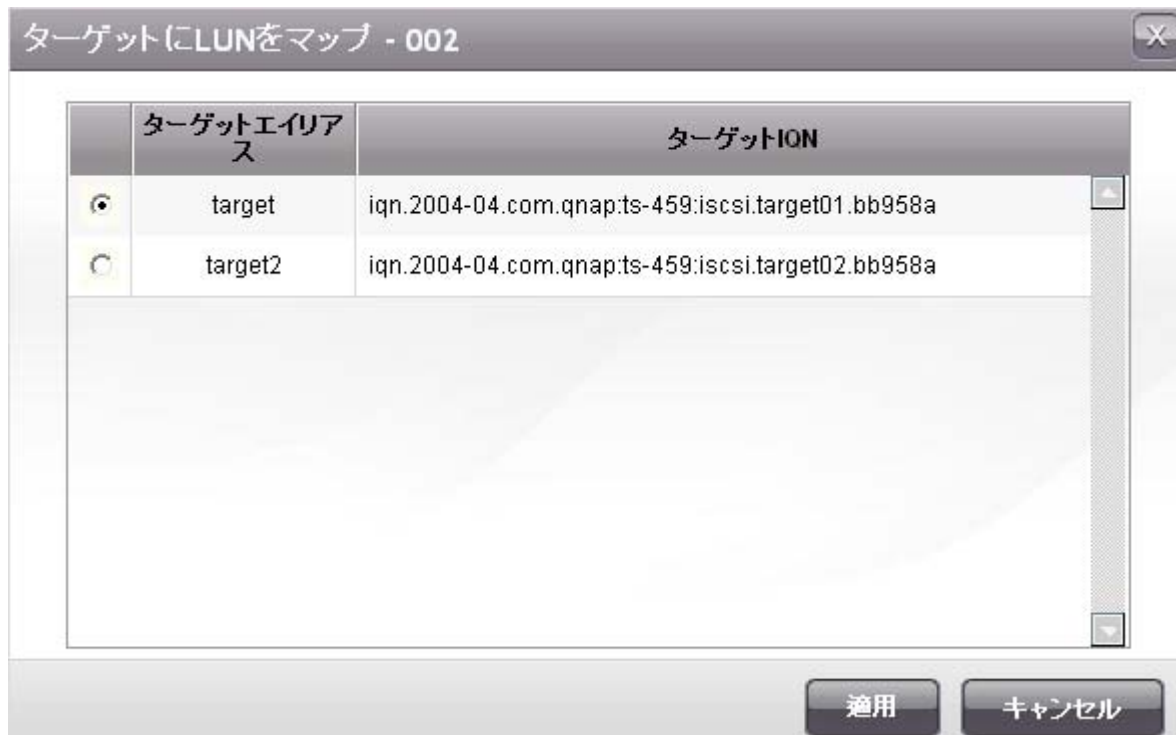 ターゲットにLUNをマップ - 002
X
ターゲットエイリア
ス
ターゲットIQN
target
iqn.2004-04.com.qnap:ts-459:iscsi.target01.bb958a
target2
iqn.2004-04.com.qnap:ts-459:iscsi.target02.bb958a
適用
キャンセル